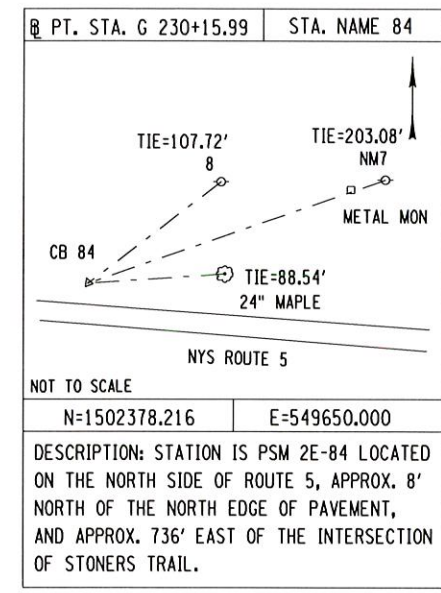 ℄ PT. STA. G 230+15.99
STA. NAME 84
TIE=107.72'
8
TIE=203.08'
NM7
METAL MON
CB 84
TIE=88.54'
24" MAPLE
NYS ROUTE 5
NOT TO SCALE
N=1502378.216
E=549650.000
DESCRIPTION: STATION IS PSM 2E-84 LOCATED
ON THE NORTH SIDE OF ROUTE 5, APPROX. 8'
NORTH OF THE NORTH EDGE OF PAVEMENT,
AND APPROX. 736' EAST OF THE INTERSECTION
OF STONERS TRAIL.